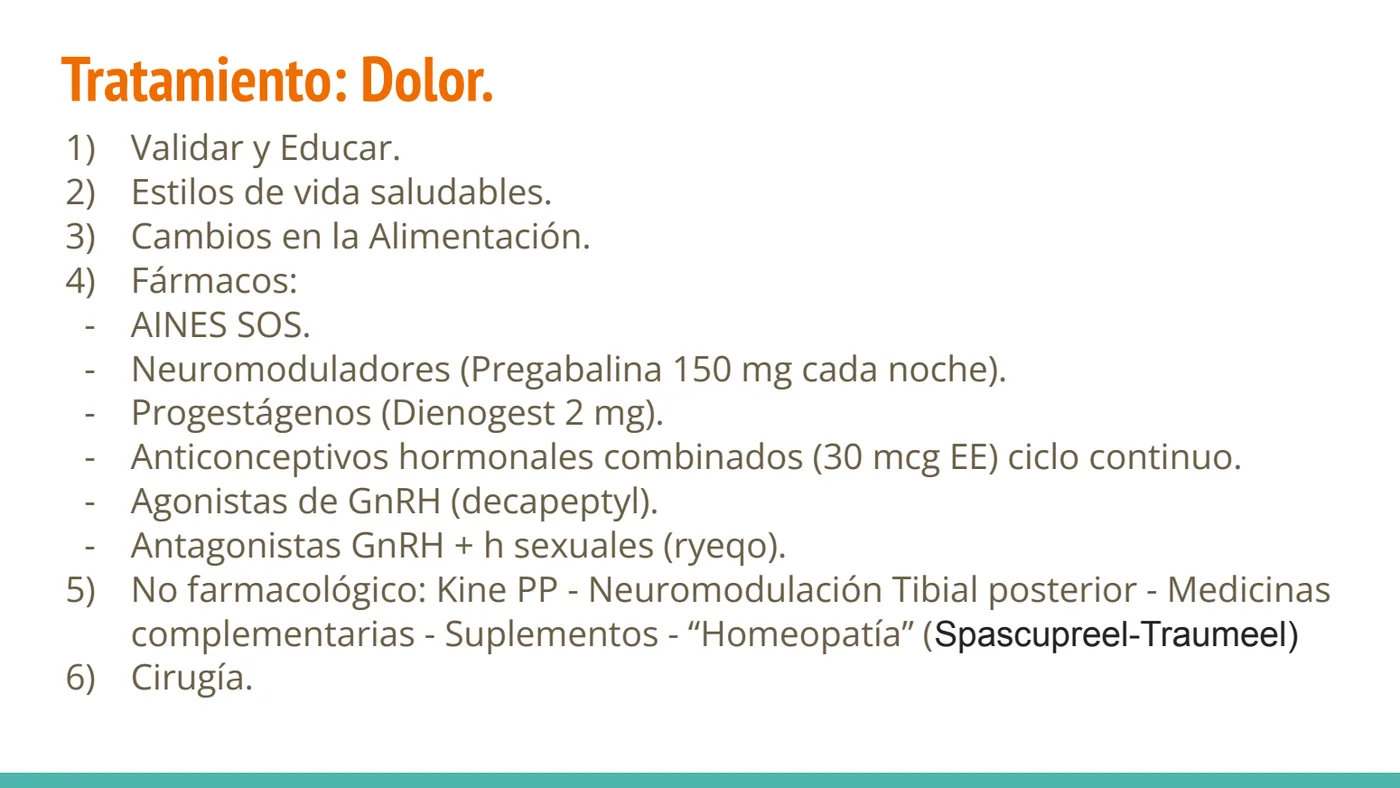 Tratamiento: Dolor.
1) Validar y Educar.
2) Estilos de vida saludables.
3) Cambios en la Alimentación.
4) Fármacos:
- AINES SOS.
- Neuromoduladores (Pregabalina 150 mg cada noche).
- Progestágenos (Dienogest 2 mg).
- Anticonceptivos hormonales combinados (30 mcg EE) ciclo continuo.
- Agonistas de GnRH (decapeptyl).
- Antagonistas GnRH + h sexuales (ryeqo).
5) No farmacológico: Kine PP - Neuromodulación Tibial posterior - Medicinas
complementarias - Suplementos - “Homeopatía” (Spascupreel-Traumeel)
6) Cirugía.